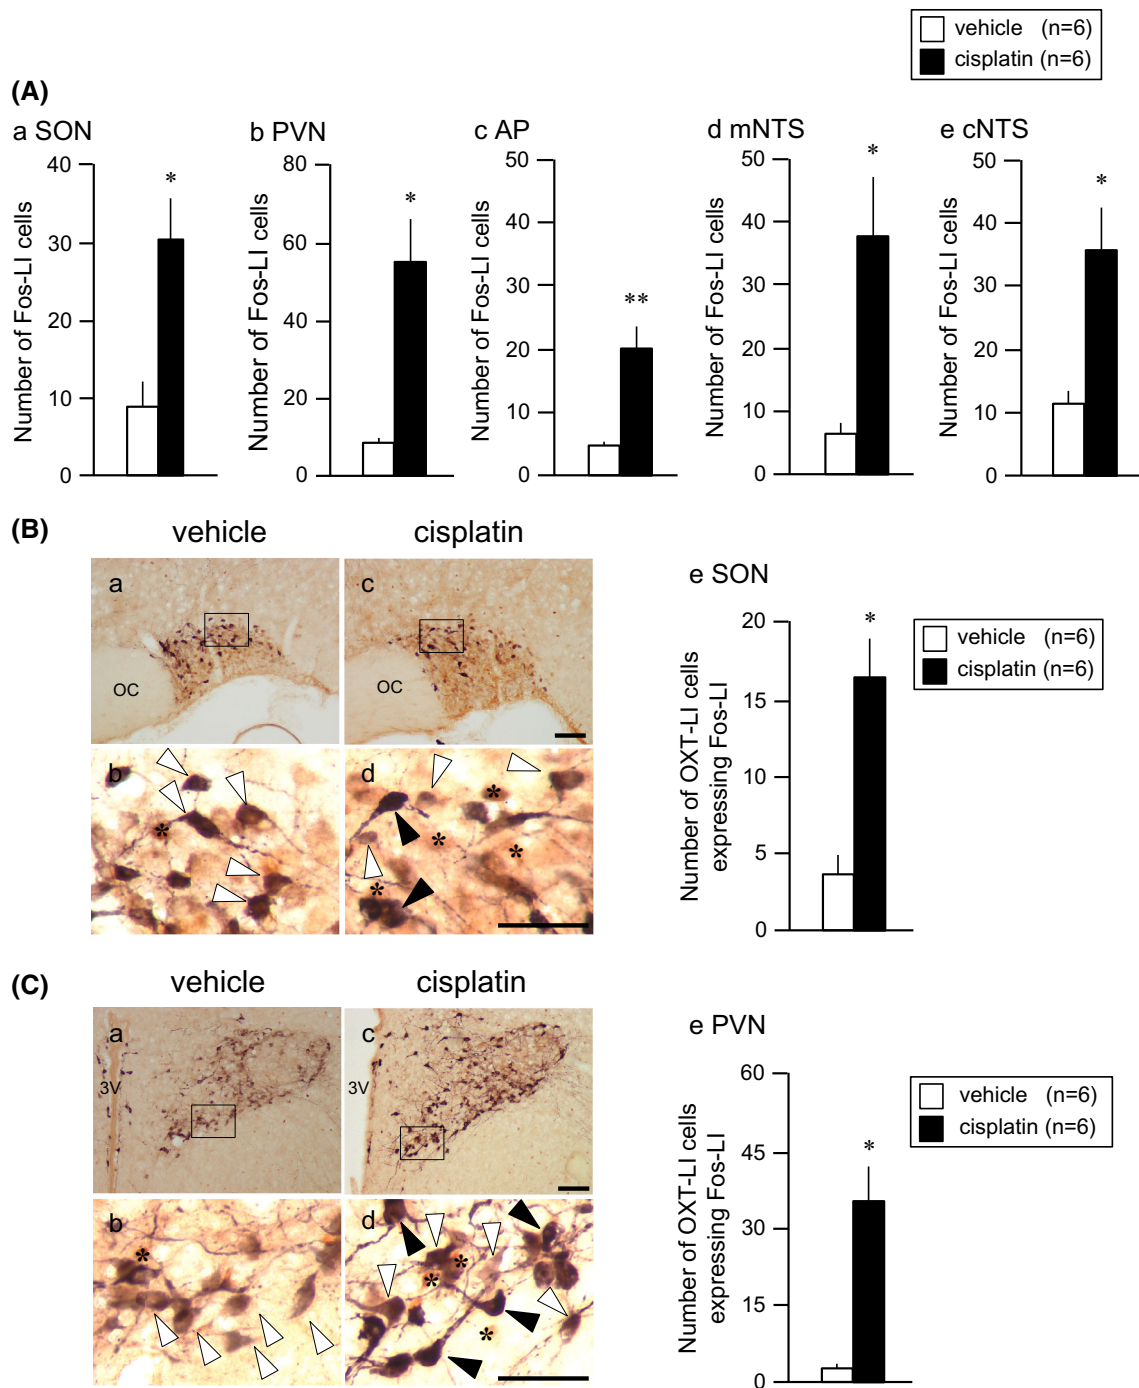 vehicle (n=6)
cisplatin (n=6)
(A)
a SON
b PVN
c AP
d mNTS
e cNTS
Number of Fos-LI cells
40
30
20
10
0
*
Number of Fos-LI cells
80
60
40
20
0
*
Number of Fos-LI cells
50
40
30
20
10
0
**
Number of Fos-LI cells
50
40
30
20
10
0
*
Number of Fos-LI cells
50
40
30
20
10
0
*
(B)
vehicle
cisplatin
a
OC
c
OC
b
*
d
*
*
*
*
e SON
Number of OXT-LI cells
expressing Fos-LI
20
15
10
5
0
*
vehicle (n=6)
cisplatin (n=6)
(C)
vehicle
cisplatin
a
3V
c
3V
b
*
d
*
*
*
e PVN
Number of OXT-LI cells
expressing Fos-LI
60
45
30
15
0
*
vehicle (n=6)
cisplatin (n=6)